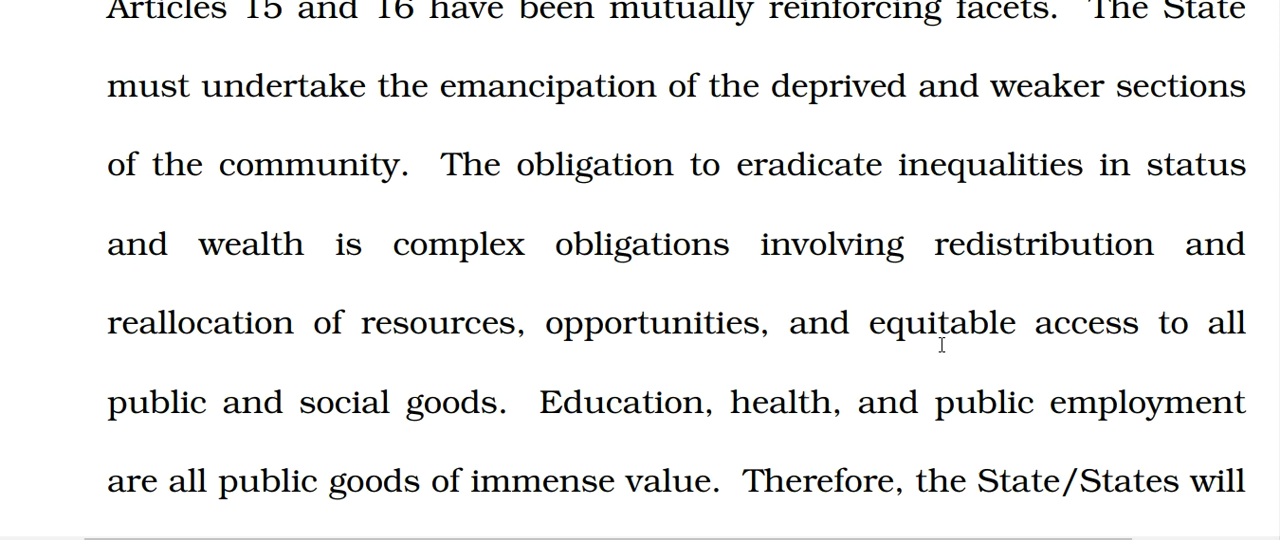 Articles 15 and 16 have been mutually reinforcing facets. The State
must undertake the emancipation of the deprived and weaker sections
of the community. The obligation to eradicate inequalities in status
and wealth is complex obligations involving redistribution and
reallocation of resources, opportunities, and equitable access to all
public and social goods. Education, health, and public employment
are all public goods of immense value. Therefore, the State/States will